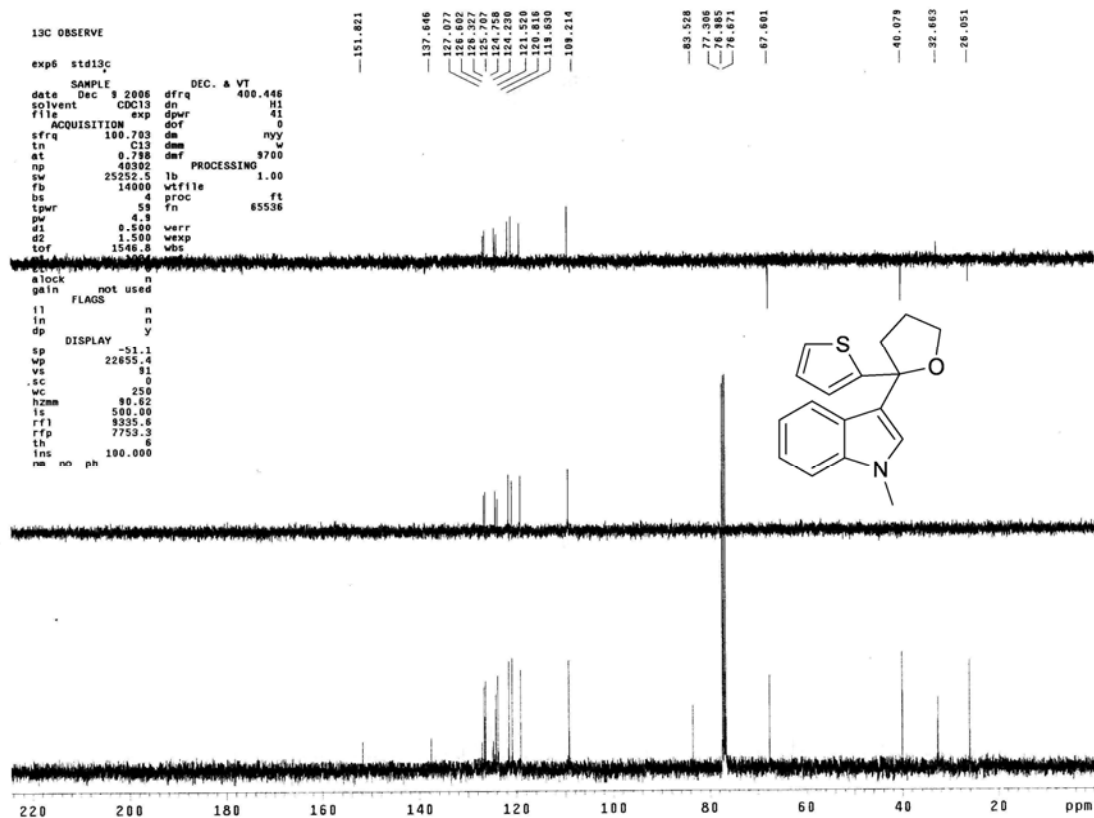 13C OBSERVE
151.821
137.646
127.077
126.602
126.327
125.707
124.758
124.230
121.520
120.816
119.630
109.214
83.528
77.306
76.985
76.671
67.601
40.079
32.663
26.051
exp6 std13c
SAMPLE DEC. & VT
date Dec 9 2006 dfrq 400.446
solvent CDCl3 dn H1
file exp dpwr 41
ACQUISITION dof 0
sfrq 100.703 dm nyy
tn C13 dmm w
at 0.798 dmf 9700
np 40302 PROCESSING
sw 25252.5 lb 1.00
fb 14000 wtfile
bs 4 proc ft
tpwr 59 fn 65536
pw 4.9
d1 0.500 werr
d2 1.500 wexp
tof 1546.8 wbs
alock n
gain not used
FLAGS
il n
in n
dp y
DISPLAY
sp -51.1
wp 22655.4
vs 91
sc 0
wc 250
hzmm 90.62
is 500.00
rfl 9335.6
rfp 7753.3
th 6
ins 100.000
nm no ph
S
O
N
220 200 180 160 140 120 100 80 60 40 20 ppm